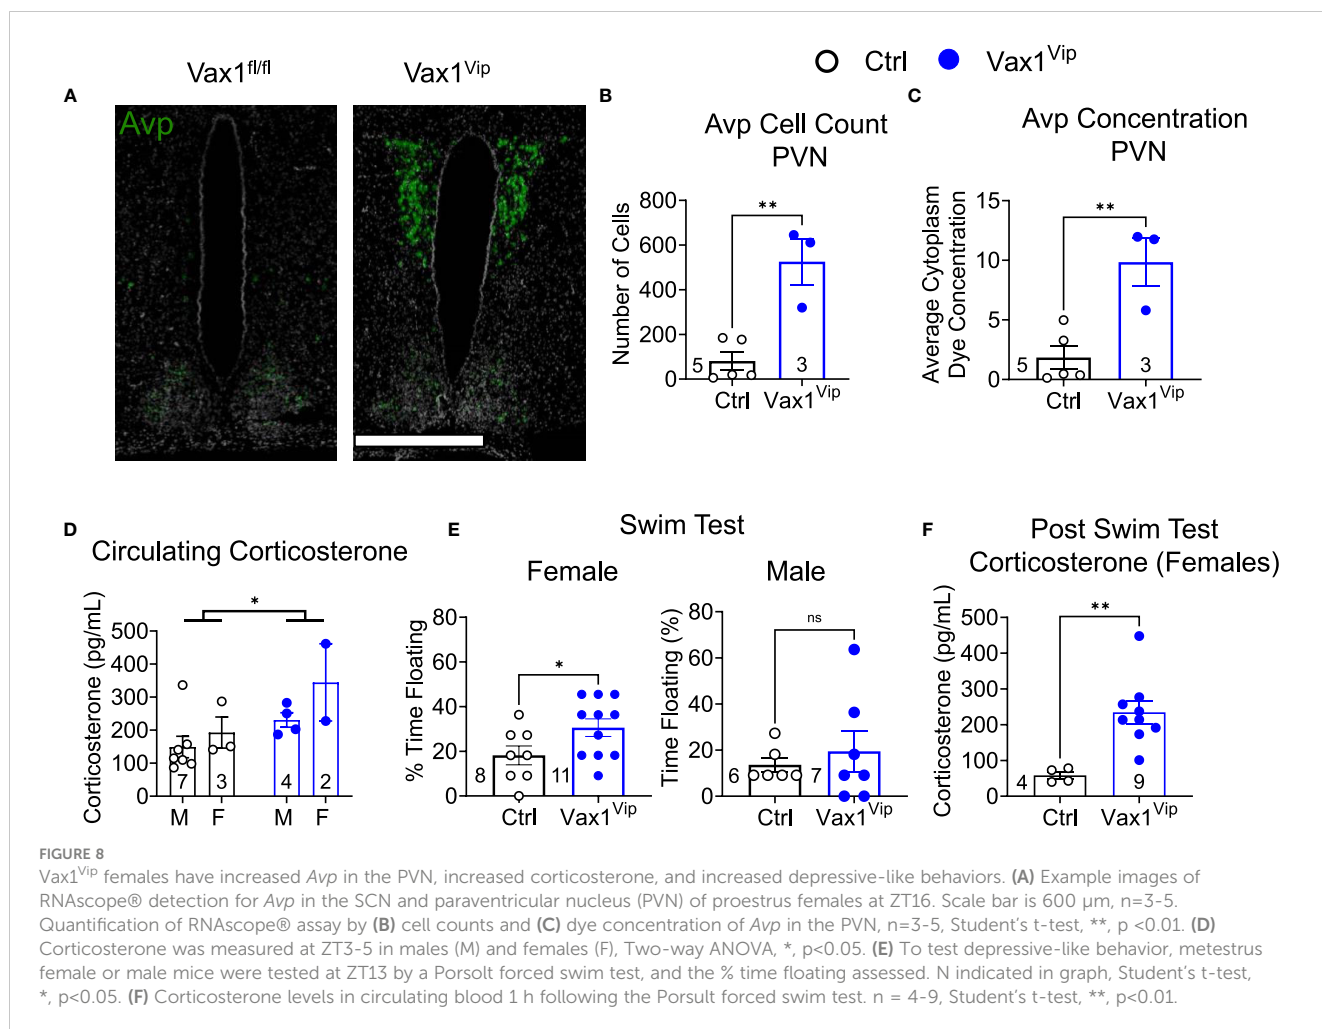 Vax1fl/fl
Vax1Vip
Ctrl
Vax1Vip
A
Avp
B
Avp Cell Count
PVN
Number of Cells
800
600
400
200
0
**
5
3
Ctrl
Vax1Vip
C
Avp Concentration
PVN
Average Cytoplasm
Dye Concentration
15
10
5
0
**
5
3
Ctrl
Vax1Vip
D
Circulating Corticosterone
Corticosterone (pg/mL)
500
400
300
200
100
0
*
7
3
4
2
M
F
M
F
E
Swim Test
Female
% Time Floating
80
60
40
20
0
*
8
11
Ctrl
Vax1Vip
Male
Time Floating (%)
80
60
40
20
0
ns
6
7
Ctrl
Vax1Vip
F
Post Swim Test
Corticosterone (Females)
Corticosterone (pg/mL)
500
400
300
200
100
0
**
4
9
Ctrl
Vax1Vip
FIGURE 8
Vax1Vip females have increased Avp in the PVN, increased corticosterone, and increased depressive-like behaviors. (A) Example images of
RNAscope® detection for Avp in the SCN and paraventricular nucleus (PVN) of proestrus females at ZT16. Scale bar is 600 µm, n=3-5.
Quantification of RNAscope® assay by (B) cell counts and (C) dye concentration of Avp in the PVN, n=3-5, Student's t-test, **, p <0.01. (D)
Corticosterone was measured at ZT3-5 in males (M) and females (F), Two-way ANOVA, *, p<0.05. (E) To test depressive-like behavior, metestrus
female or male mice were tested at ZT13 by a Porsolt forced swim test, and the % time floating assessed. N indicated in graph, Student's t-test,
*, p<0.05. (F) Corticosterone levels in circulating blood 1 h following the Porsult forced swim test. n = 4-9, Student's t-test, **, p<0.01.